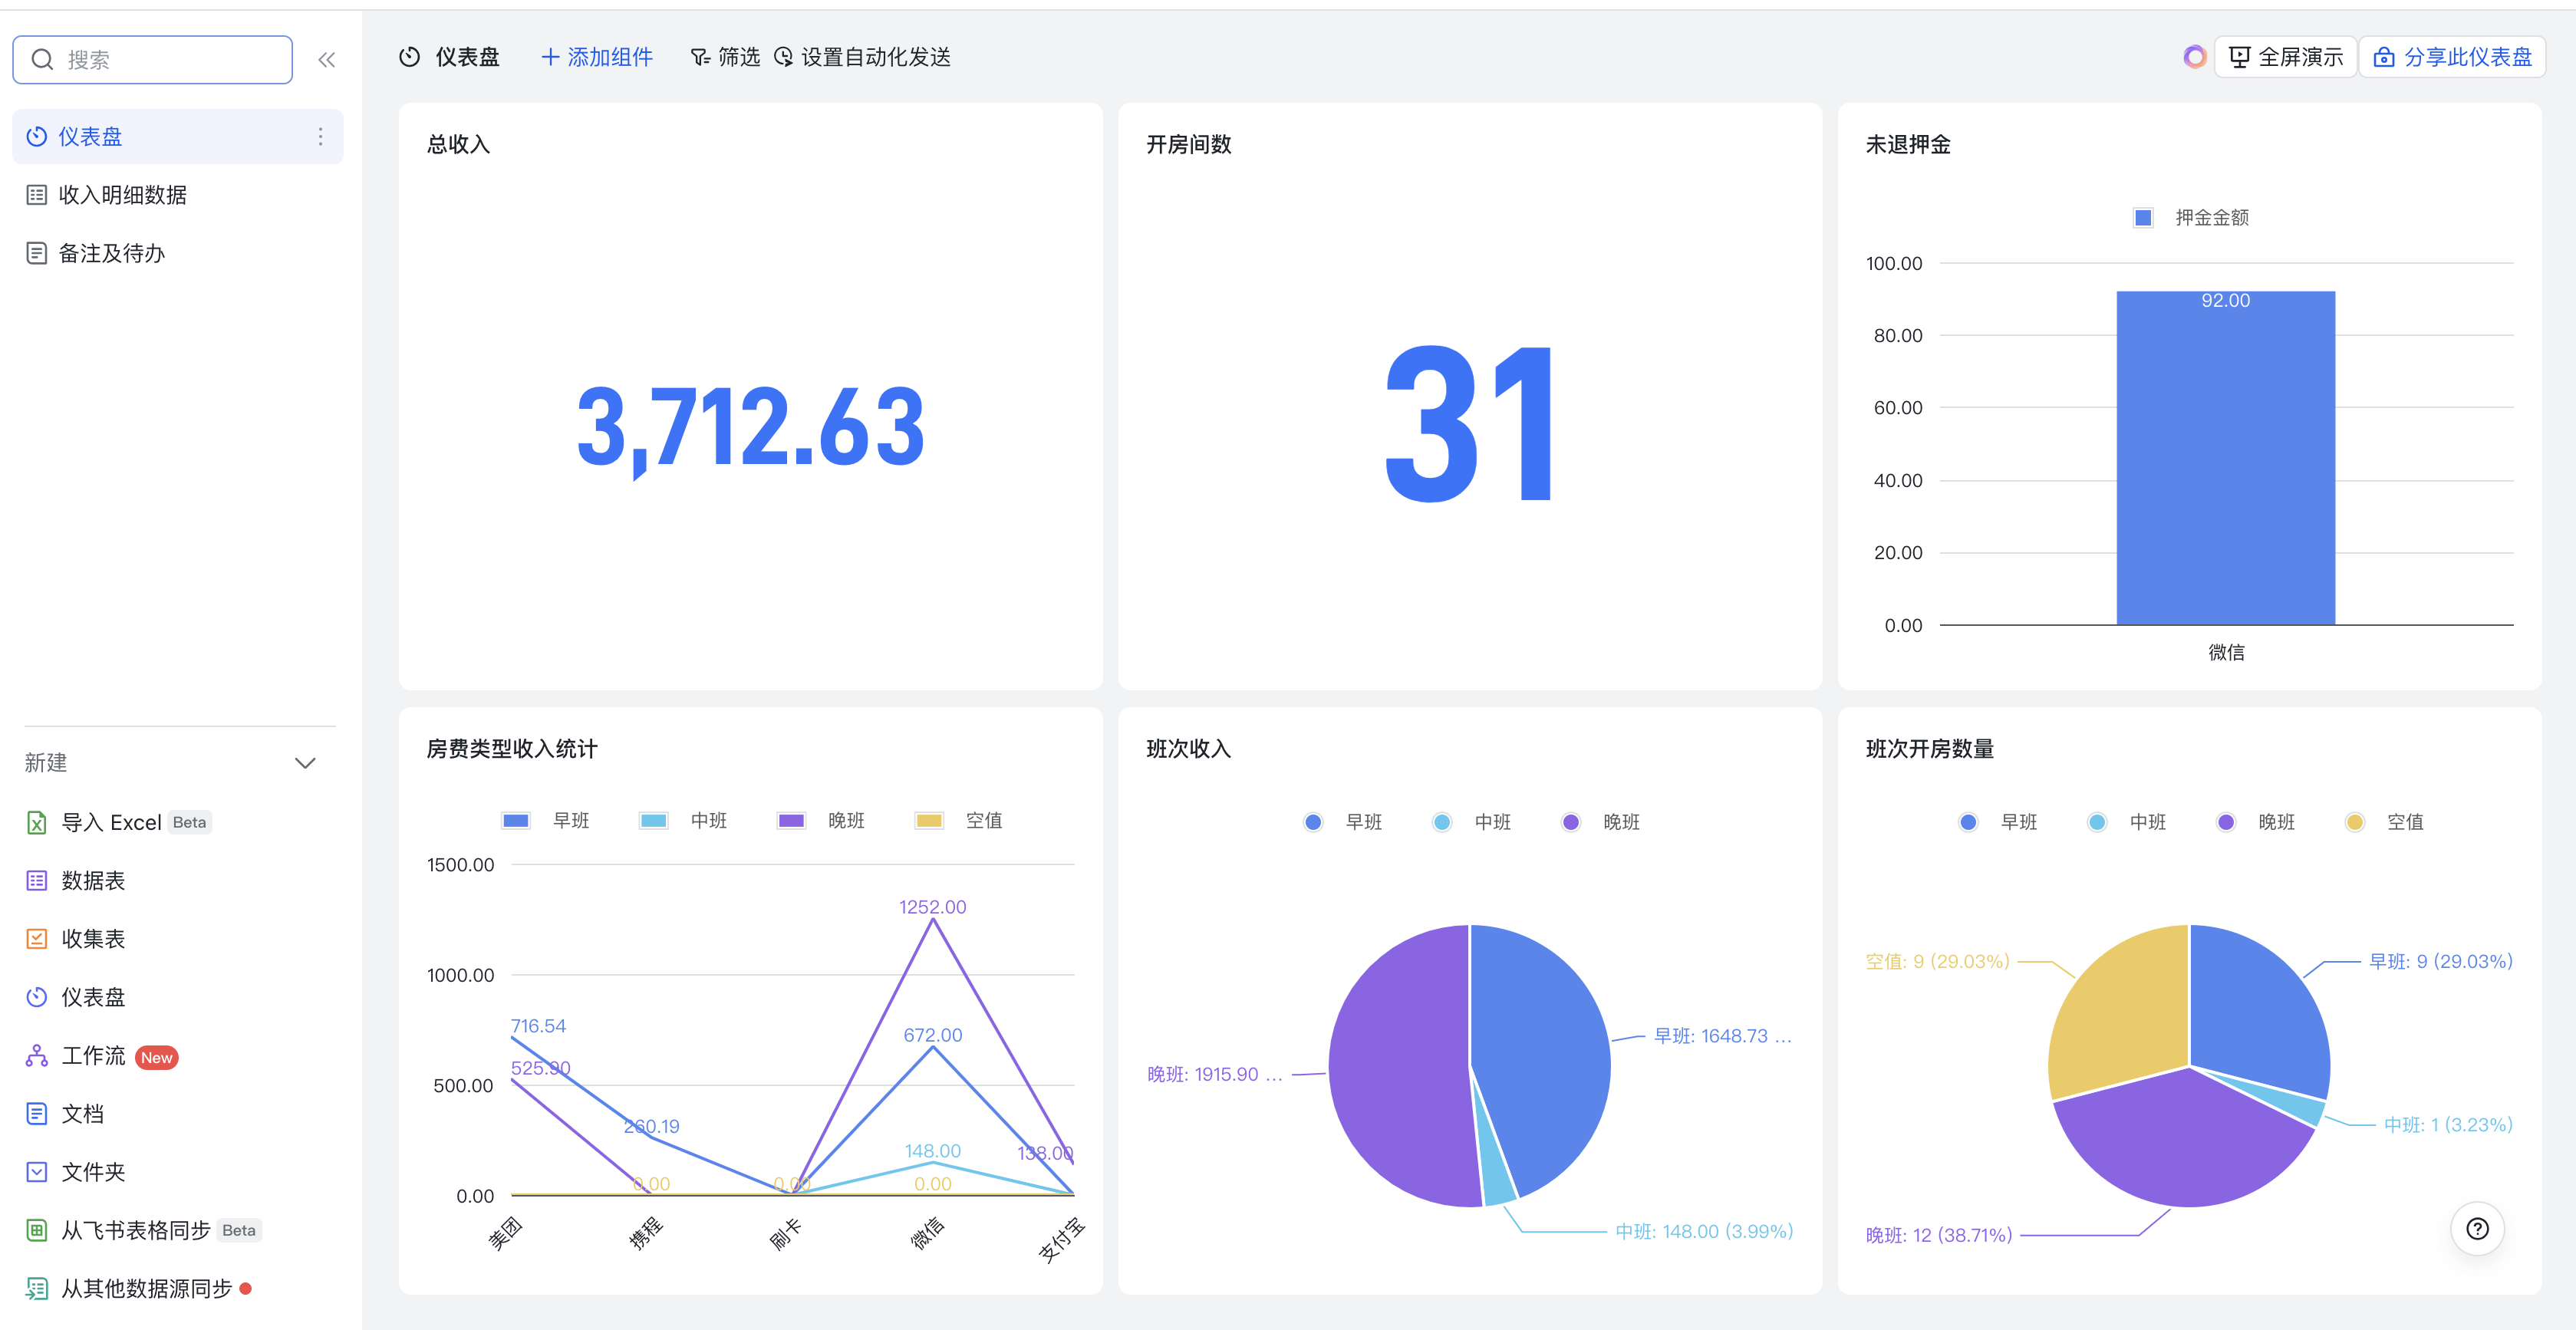 搜索
仪表盘
收入明细数据
备注及待办
新建
导入 Excel Beta
数据表
收集表
仪表盘
工作流 New
文档
文件夹
从飞书表格同步 Beta
从其他数据源同步
仪表盘 添加组件 筛选 设置自动化发送 全屏演示 分享此仪表盘
总收入
3,712.63
开房间数
31
未退押金
押金金额
100.00
80.00
60.00
40.00
20.00
0.00
92.00
微信
房费类型收入统计
早班 中班 晚班 空值
1500.00
1000.00
500.00
0.00
1252.00
716.54
672.00
525.90
260.19
148.00
138.00
0.00 0.00 0.00
美团 携程 刷卡 微信 支付宝
班次收入
早班 中班 晚班
早班: 1648.73 ...
晚班: 1915.90 ...
中班: 148.00 (3.99%)
班次开房数量
早班 中班 晚班 空值
空值: 9 (29.03%)
早班: 9 (29.03%)
中班: 1 (3.23%)
晚班: 12 (38.71%)